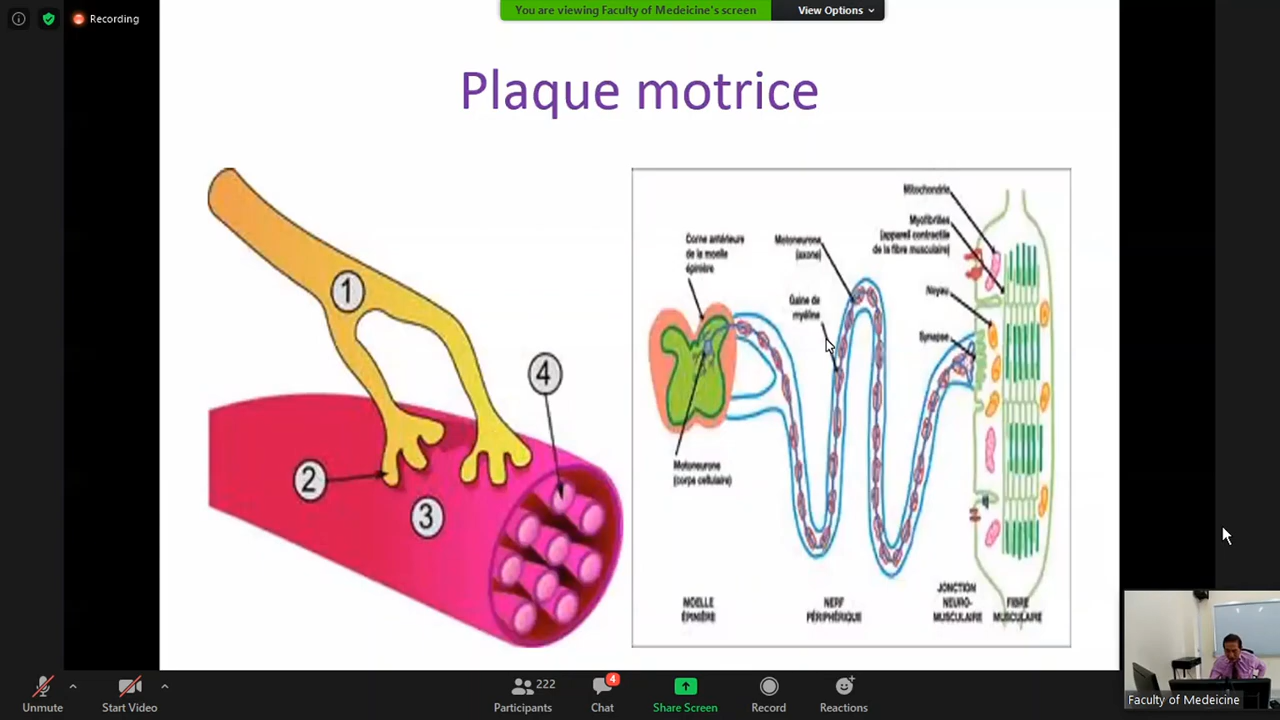 Recording
You are viewing Faculty of Medeicine's screen
View Options
Plaque motrice
1
2
3
4
Corne antérieure
de la moelle
épinière
Motoneurone
(axone)
Gaine de
myéline
Mitochondrie
Myofibrilles
(appareil contractile
de la fibre musculaire)
Noyau
Synapse
Motoneurone
(corps cellulaire)
MOELLE
ÉPINIÈRE
NERF
PÉRIPHÉRIQUE
JONCTION
NEURO-
MUSCULAIRE
FIBRE
MUSCULAIRE
Faculty of Medeicine
Unmute
Start Video
222
Participants
4
Chat
Share Screen
Record
Reactions